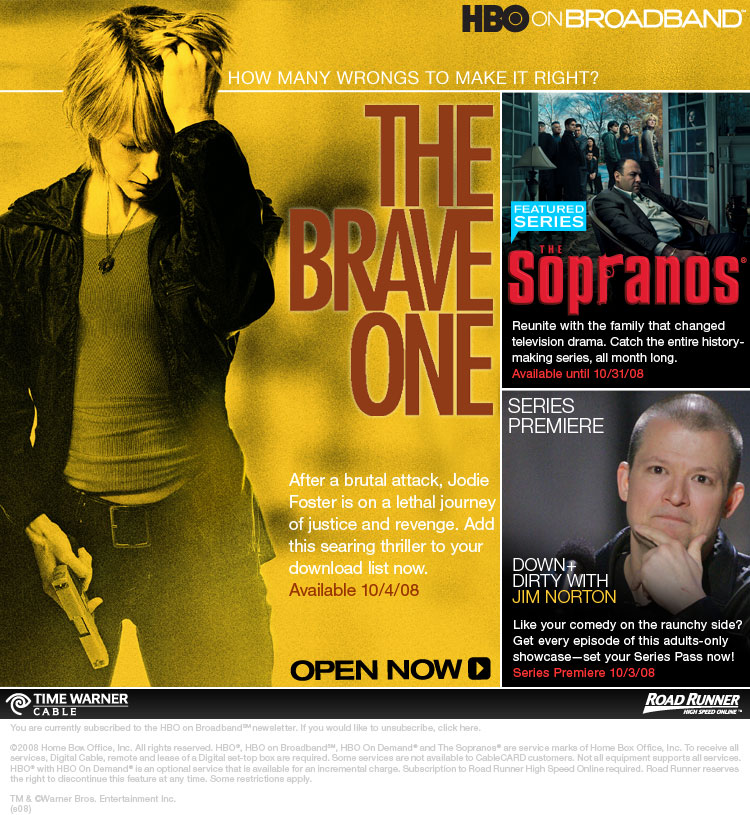 HBO ON BROADBAND℠
HOW MANY WRONGS TO MAKE IT RIGHT?
THE
BRAVE
ONE
After a brutal attack, Jodie
Foster is on a lethal journey
of justice and revenge. Add
this searing thriller to your
download list now.
Available 10/4/08
OPEN NOW
FEATURED
SERIES
THE
Sopranos®
Reunite with the family that changed
television drama. Catch the entire history-
making series, all month long.
Available until 10/31/08
SERIES
PREMIERE
DOWN+
DIRTY WITH
JIM NORTON
Like your comedy on the raunchy side?
Get every episode of this adults-only
showcase—set your Series Pass now!
Series Premiere 10/3/08
TIME WARNER
CABLE
ROAD RUNNER
HIGH SPEED ONLINE™
You are currently subscribed to the HBO on Broadband℠ newsletter. If you would like to unsubscribe, click here.
©2008 Home Box Office, Inc. All rights reserved. HBO®, HBO on Broadband℠, HBO On Demand® and The Sopranos® are service marks of Home Box Office, Inc. To receive all
services, Digital Cable, remote and lease of a Digital set-top box are required. Some services are not available to CableCARD customers. Not all equipment supports all services.
HBO® with HBO On Demand® is an optional service that is available for an incremental charge. Subscription to Road Runner High Speed Online required. Road Runner reserves
the right to discontinue this feature at any time. Some restrictions apply.
TM & ©Warner Bros. Entertainment Inc.
(s08)